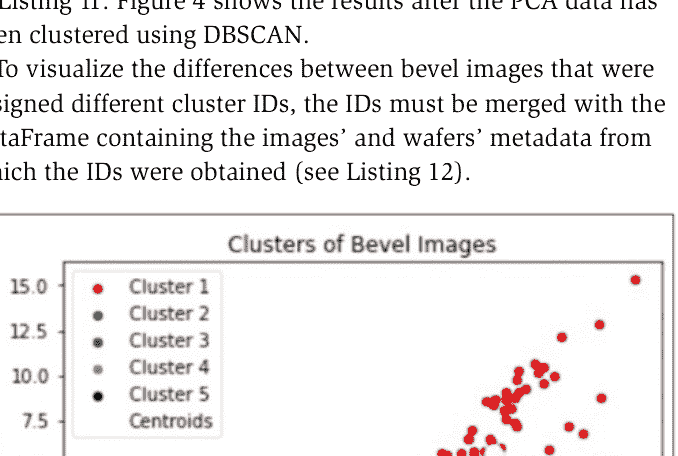 Listing 11. Figure 4 shows the results after the PCA data has
en clustered using DBSCAN.
To visualize the differences between bevel images that were
signed different cluster IDs, the IDs must be merged with the
taFrame containing the images’ and wafers’ metadata from
ich the IDs were obtained (see Listing 12).
Clusters of Bevel Images
15.0
12.5
10.0
7.5
Cluster 1
Cluster 2
Cluster 3
Cluster 4
Cluster 5
Centroids